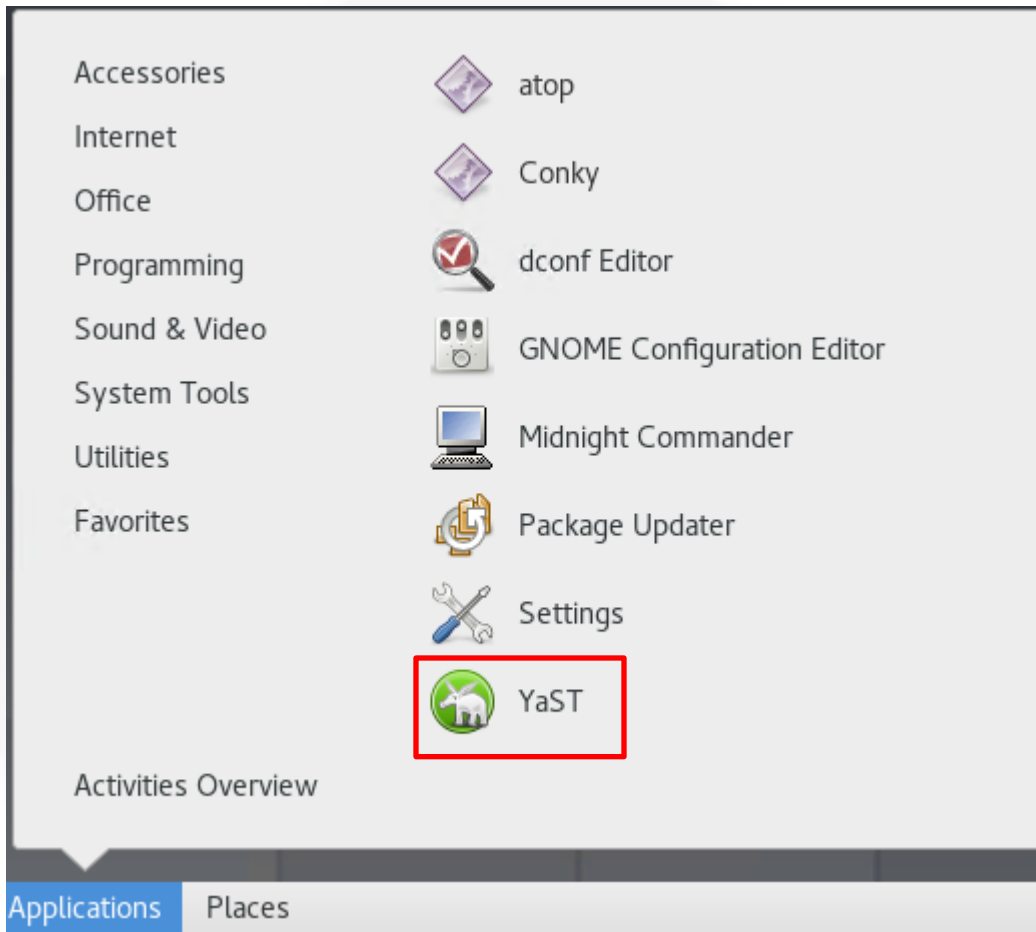 Accessories
Internet
Office
Programming
Sound & Video
System Tools
Utilities
Favorites
Activities Overview
atop
Conky
dconf Editor
GNOME Configuration Editor
Midnight Commander
Package Updater
Settings
YaST
Applications
Places